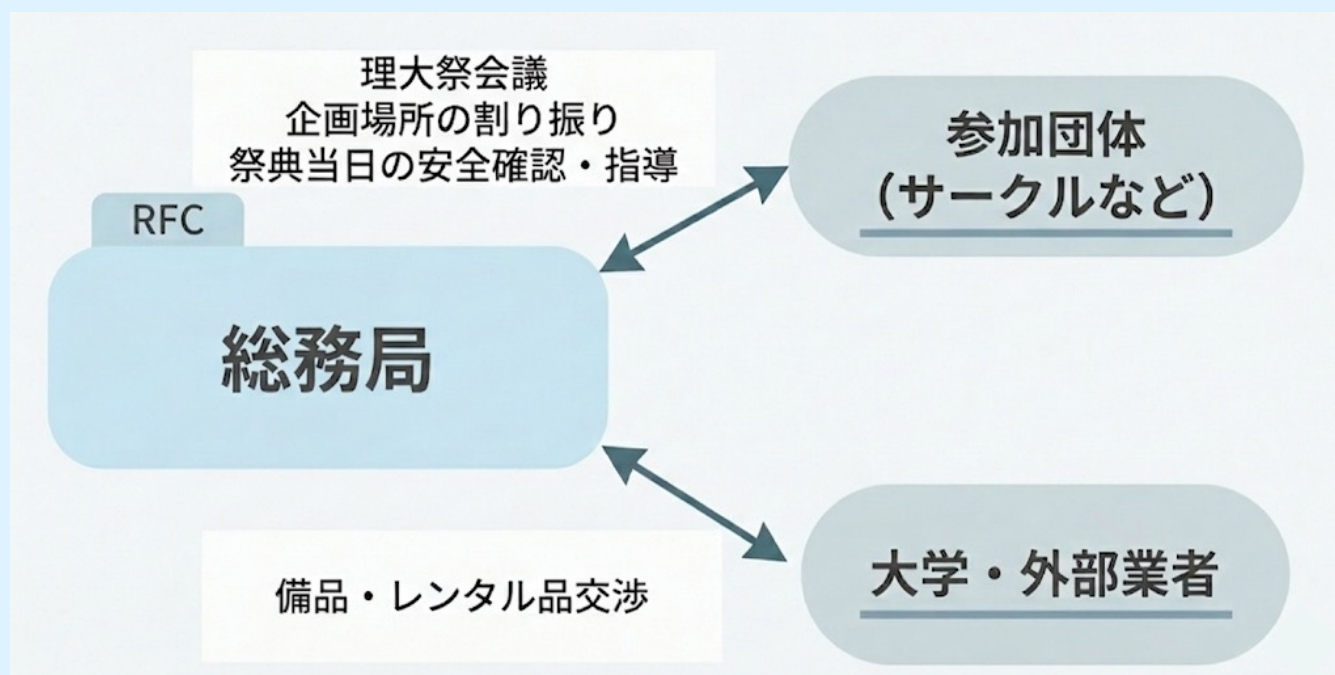 理大祭会議
企画場所の割り振り
祭典当日の安全確認・指導
参加団体
（サークルなど）
RFC
総務局
備品・レンタル品交渉
大学・外部業者